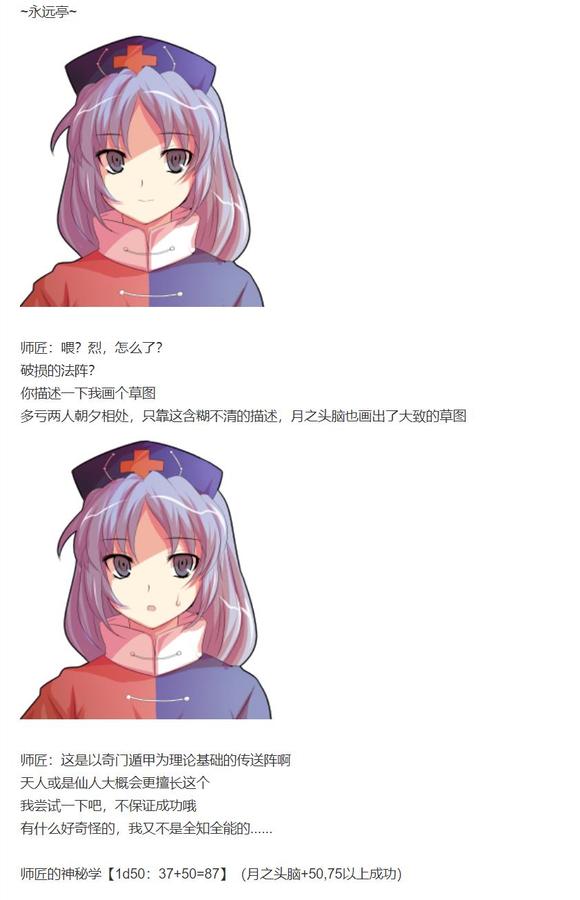 ~永远亭~
师匠：喂？烈，怎么了？
破损的法阵？
你描述一下我画个草图
多亏两人朝夕相处，只靠这含糊不清的描述，月之头脑也画出了大致的草图
师匠：这是以奇门遁甲为理论基础的传送阵啊
天人或是仙人大概会更擅长这个
我尝试一下吧，不保证成功哦
有什么好奇怪的，我又不是全知全能的......
师匠的神秘学【1d50：37+50=87】（月之头脑+50,75以上成功）